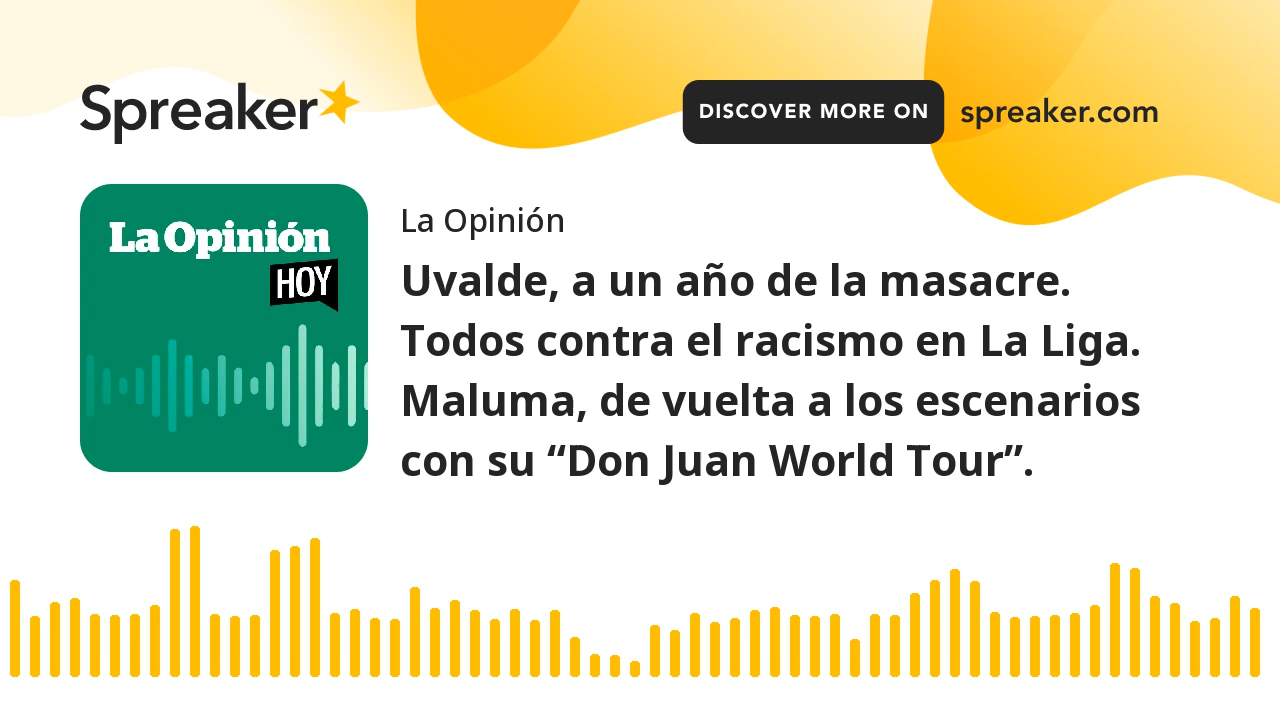 Spreaker
DISCOVER MORE ON spreaker.com
La Opinión
HOY
La Opinión
Uvalde, a un año de la masacre.
Todos contra el racismo en La Liga.
Maluma, de vuelta a los escenarios
con su “Don Juan World Tour”.